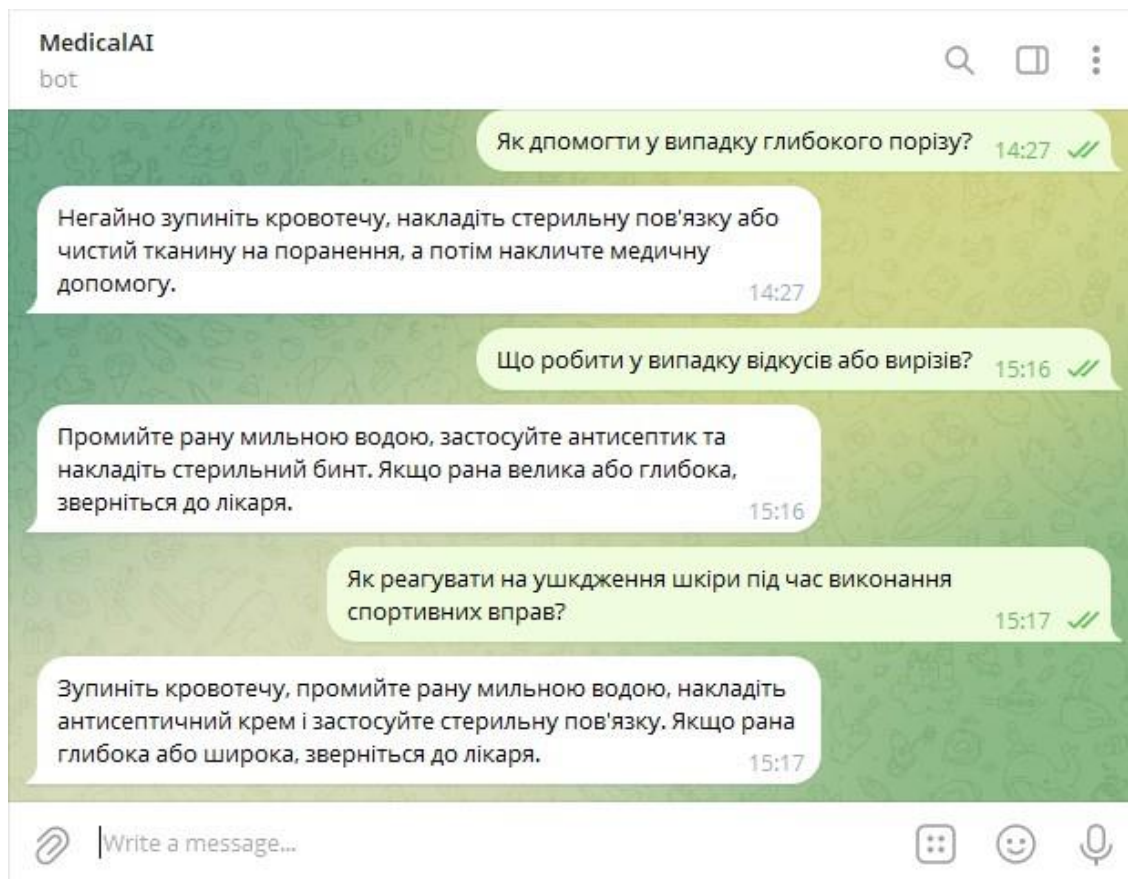 MedicalAI
bot
Як дпомогти у випадку глибокого порізу? 14:27
Негайно зупиніть кровотечу, накладіть стерильну пов'язку або
чистий тканину на поранення, а потім накличте медичну
допомогу. 14:27
Що робити у випадку відкусів або вирізів? 15:16
Промийте рану мильною водою, застосуйте антисептик та
накладіть стерильний бинт. Якщо рана велика або глибока,
зверніться до лікаря. 15:16
Як реагувати на ушкдження шкіри під час виконання
спортивних вправ? 15:17
Зупиніть кровотечу, промийте рану мильною водою, накладіть
антисептичний крем і застосуйте стерильну пов'язку. Якщо рана
глибока або широка, зверніться до лікаря. 15:17
Write a message...